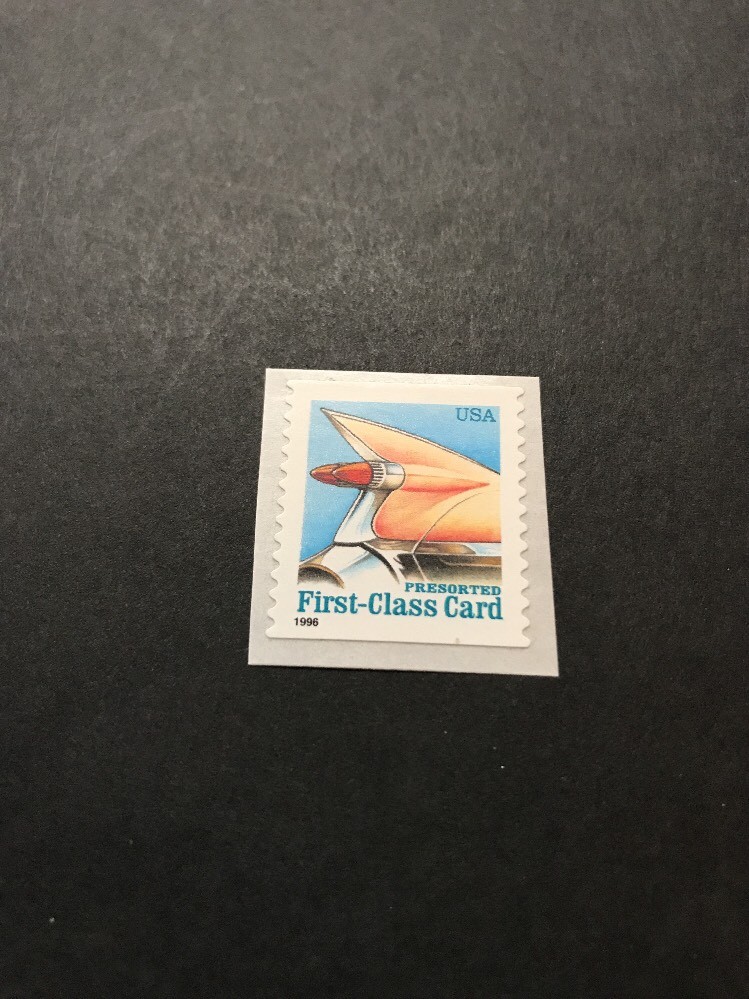 USA
PRESORTED
First-Class Card
1996